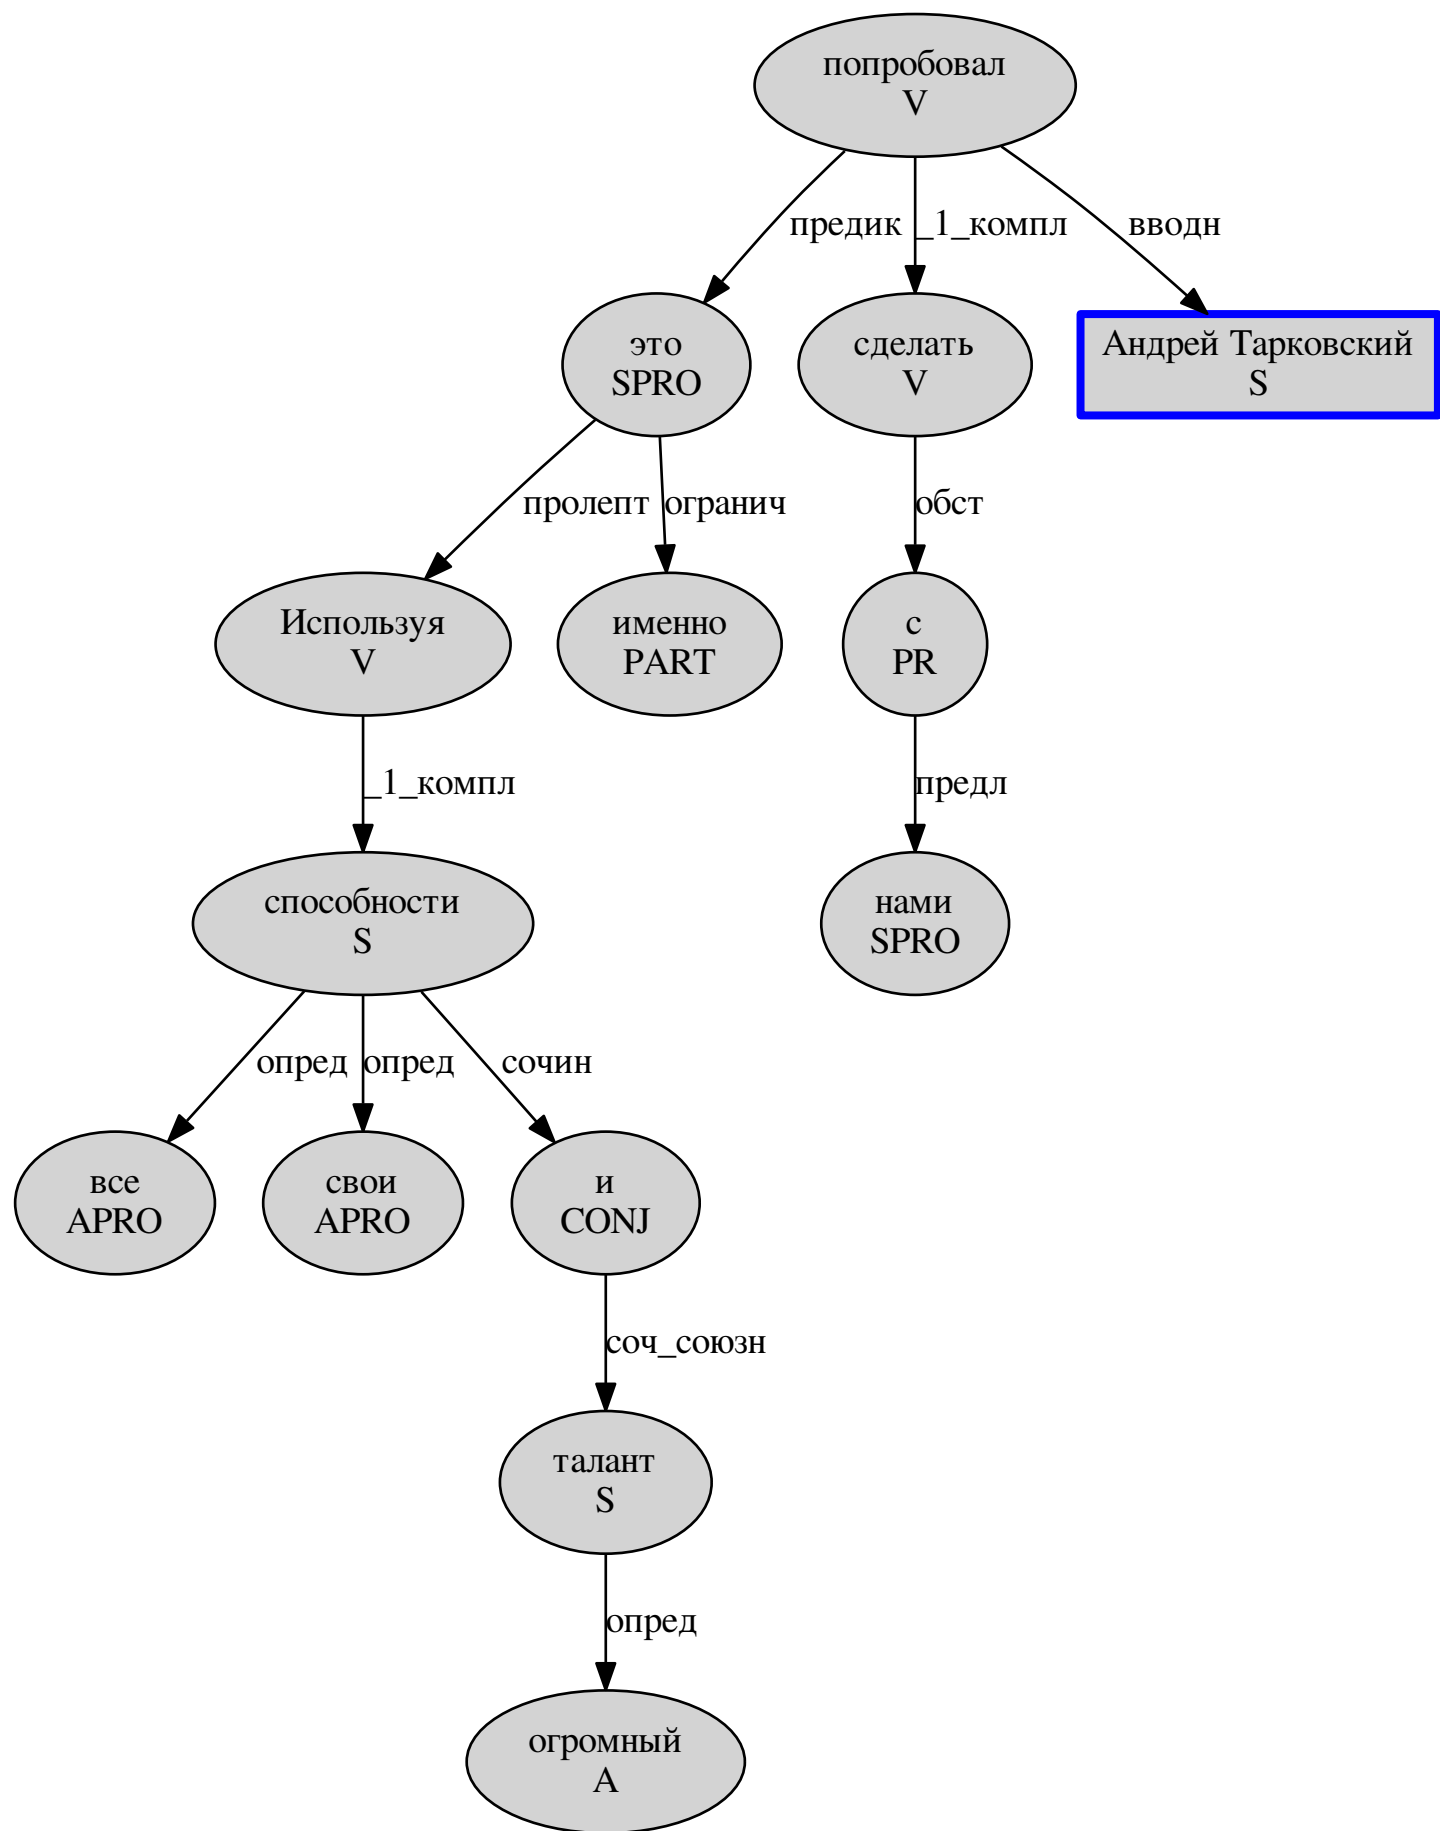 попробовал
V
предик
_1_компл
вводн
это
SPRO
сделать
V
Андрей Тарковский
S
пролепт
огранич
обст
Используя
V
именно
PART
с
PR
_1_компл
предл
способности
S
нами
SPRO
опред
опред
сочин
все
APRO
свои
APRO
и
CONJ
соч_союзн
талант
S
опред
огромный
A